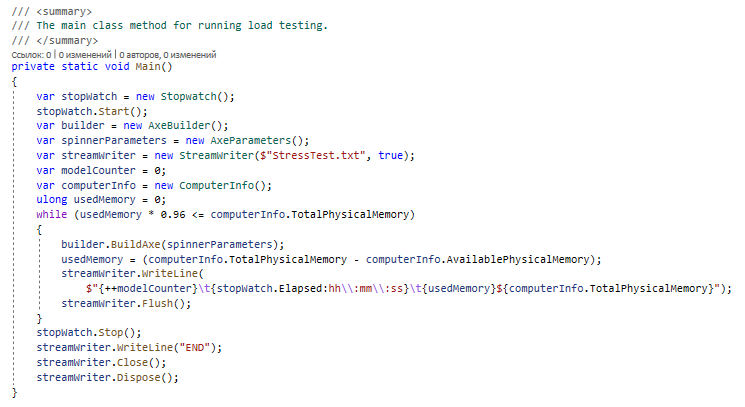 /// <summary>
/// The main class method for running load testing.
/// </summary>
Ссылок: 0 | 0 изменений | 0 авторов, 0 изменений
private static void Main()
{
var stopWatch = new Stopwatch();
stopWatch.Start();
var builder = new AxeBuilder();
var spinnerParameters = new AxeParameters();
var streamWriter = new StreamWriter($"StressTest.txt", true);
var modelCounter = 0;
var computerInfo = new ComputerInfo();
ulong usedMemory = 0;
while (usedMemory * 0.96 <= computerInfo.TotalPhysicalMemory)
{
builder.BuildAxe(spinnerParameters);
usedMemory = (computerInfo.TotalPhysicalMemory - computerInfo.AvailablePhysicalMemory);
streamWriter.WriteLine(
$"{++modelCounter}\t{stopWatch.Elapsed:hh\\:mm\\:ss}\t{usedMemory}${computerInfo.TotalPhysicalMemory}");
streamWriter.Flush();
}
stopWatch.Stop();
streamWriter.WriteLine("END");
streamWriter.Close();
streamWriter.Dispose();
}